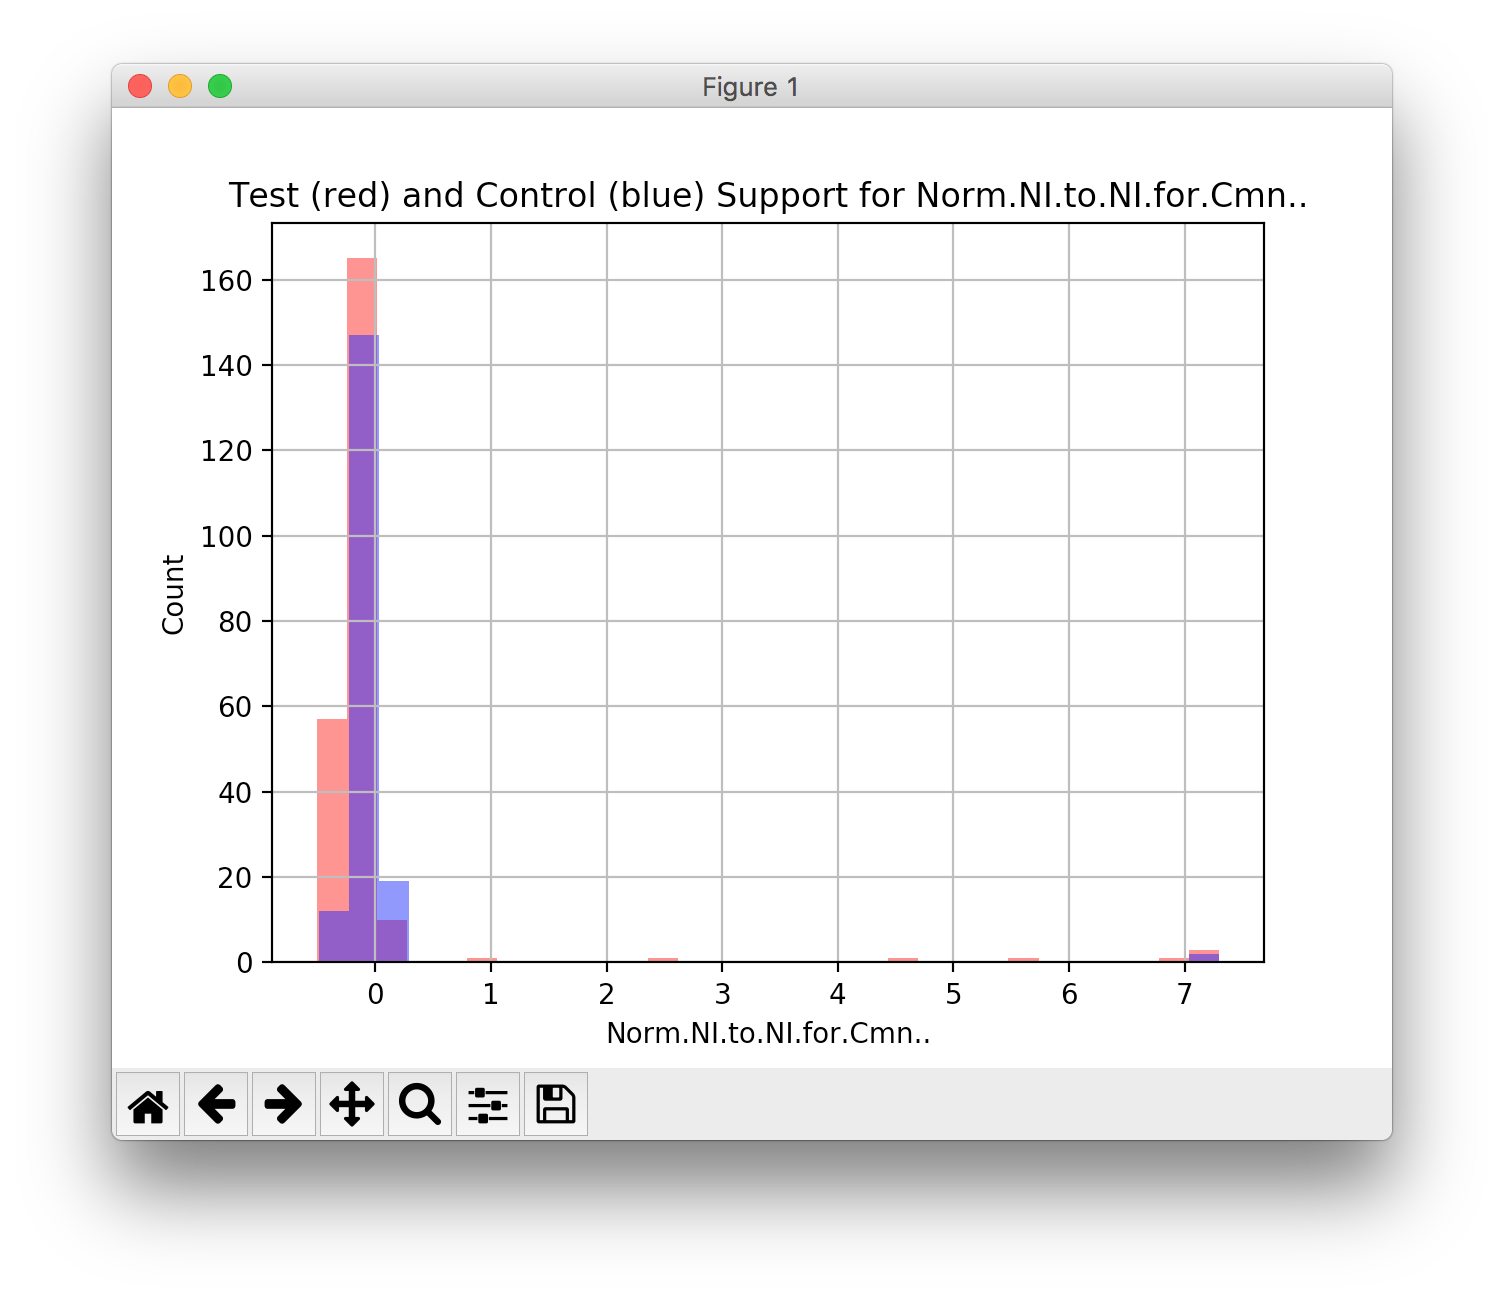 Figure 1
Test (red) and Control (blue) Support for Norm.NI.to.NI.for.Cmn..
160
140
120
100
80
60
40
20
0
Count
0 1 2 3 4 5 6 7
Norm.NI.to.NI.for.Cmn..